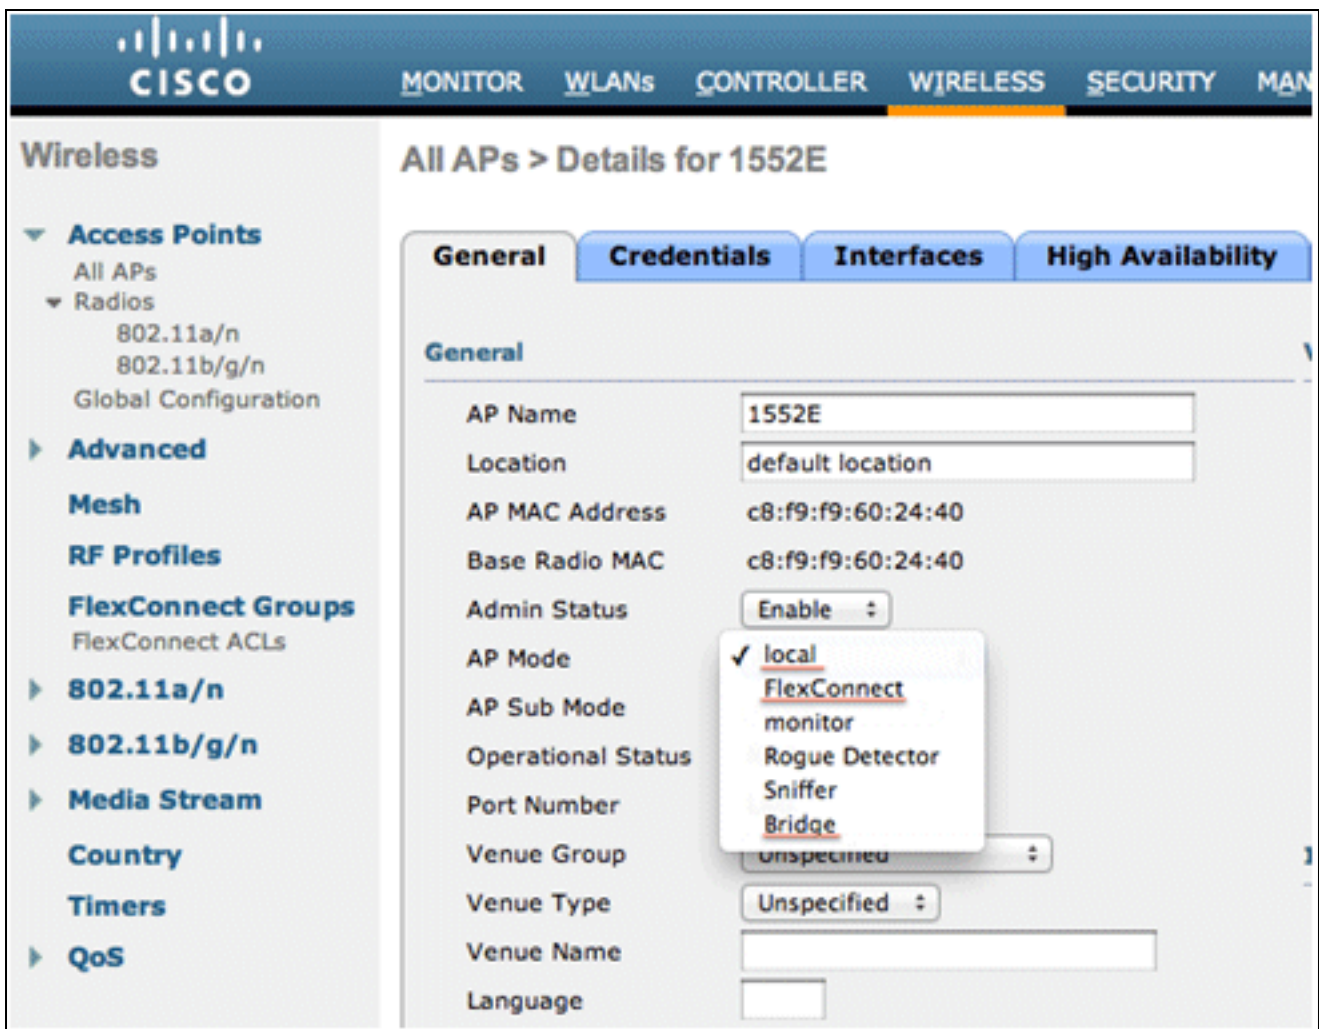 CISCO
MONITOR WLANs CONTROLLER WIRELESS SECURITY MAN
Wireless
Access Points
All APs
Radios
802.11a/n
802.11b/g/n
Global Configuration
Advanced
Mesh
RF Profiles
FlexConnect Groups
FlexConnect ACLs
802.11a/n
802.11b/g/n
Media Stream
Country
Timers
QoS
All APs > Details for 1552E
General Credentials Interfaces High Availability
General
AP Name 1552E
Location default location
AP MAC Address c8:f9:f9:60:24:40
Base Radio MAC c8:f9:f9:60:24:40
Admin Status Enable
AP Mode ✓ local
FlexConnect
AP Sub Mode monitor
Operational Status Rogue Detector
Sniffer
Port Number Bridge
Venue Group Unspecified
Venue Type Unspecified
Venue Name
Language